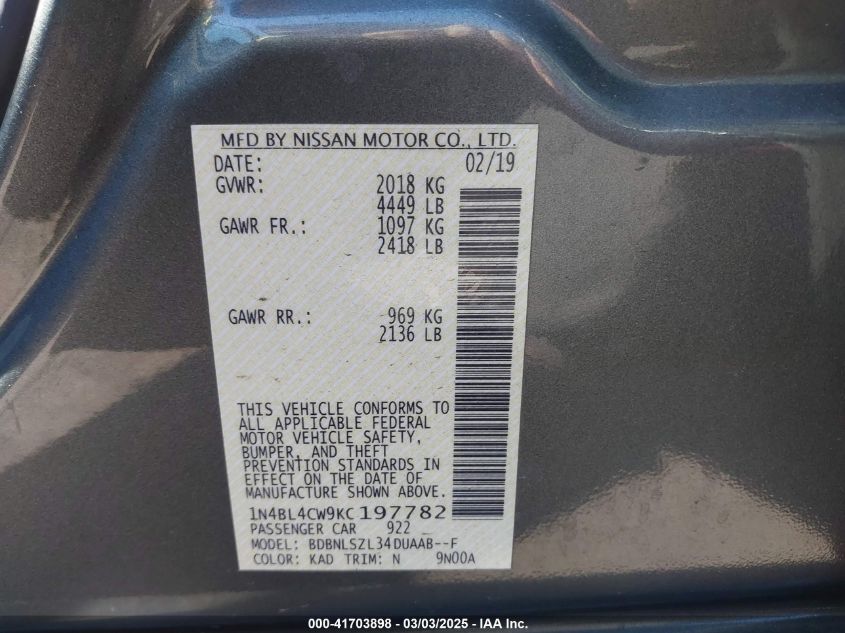 MFD BY NISSAN MOTOR CO., LTD.
DATE: 02/19
GVWR: 2018 KG
4449 LB
GAWR FR.: 1097 KG
2418 LB
GAWR RR.: 969 KG
2136 LB
THIS VEHICLE CONFORMS TO
ALL APPLICABLE FEDERAL
MOTOR VEHICLE SAFETY,
BUMPER, AND THEFT
PREVENTION STANDARDS IN
EFFECT ON THE DATE OF
MANUFACTURE SHOWN ABOVE.
1N4BL4CW9KC197782
PASSENGER CAR 922
MODEL: BDBNLSZL34DUAAB--F
COLOR: KAD TRIM: N 9N00A
000-41703898 — 03/03/2025 — IAA Inc.